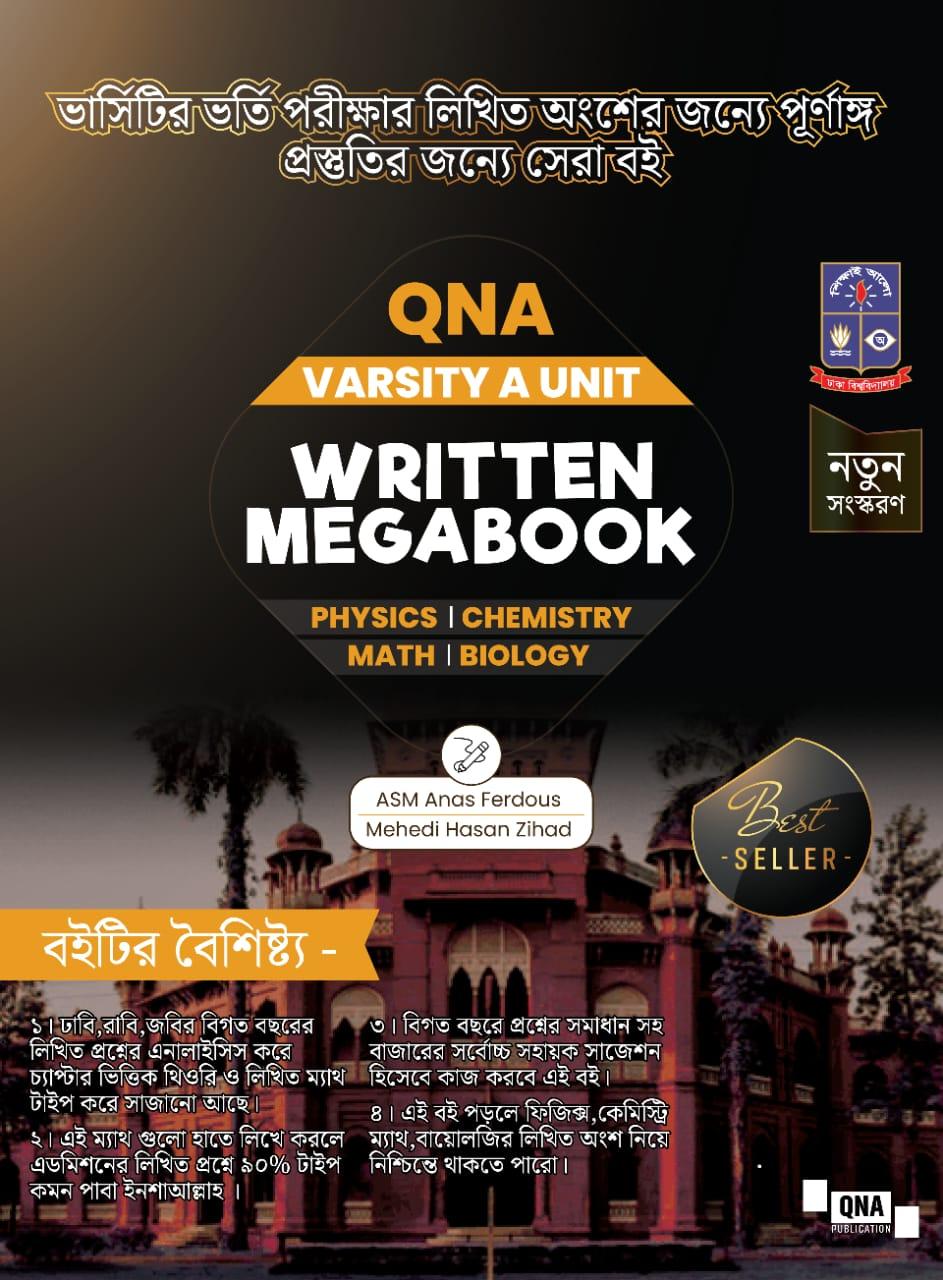 ভার্সিটির ভর্তি পরীক্ষার লিখিত অংশের জন্যে পূর্ণাঙ্গ
প্রস্তুতির জন্যে সেরা বই
QNA
VARSITY A UNIT
WRITTEN
MEGABOOK
PHYSICS | CHEMISTRY
MATH | BIOLOGY
শিক্ষাই আলো
অ
ঢাকা বিশ্ববিদ্যালয়
নতুন
সংস্করণ
ASM Anas Ferdous
Mehedi Hasan Zihad
Best
-SELLER-
বইটির বৈশিষ্ট্য -
১। ঢাবি,রাবি,জবির বিগত বছরের
লিখিত প্রশ্নের এনালাইসিস করে
চ্যাপ্টার ভিত্তিক থিওরি ও লিখিত ম্যাথ
টাইপ করে সাজানো আছে।
২। এই ম্যাথ গুলো হাতে লিখে করলে
এডমিশনের লিখিত প্রশ্নে ৯০% টাইপ
কমন পাবা ইনশাআল্লাহ ।
৩। বিগত বছরে প্রশ্নের সমাধান সহ
বাজারের সর্বোচ্চ সহায়ক সাজেশন
হিসেবে কাজ করবে এই বই।
৪। এই বই পড়লে ফিজিক্স,কেমিস্ট্রি
ম্যাথ,বায়োলজির লিখিত অংশ নিয়ে
নিশ্চিন্তে থাকতে পারো।
QNA
PUBLICATION